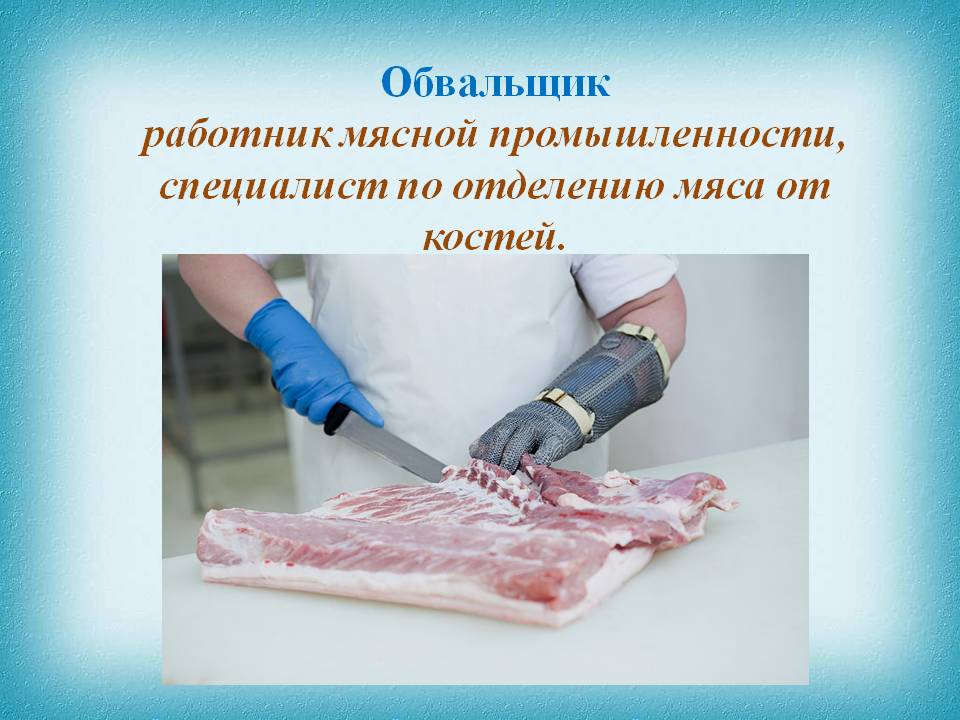 Обвальщик
работник мясной промышленности,
специалист по отделению мяса от
костей.